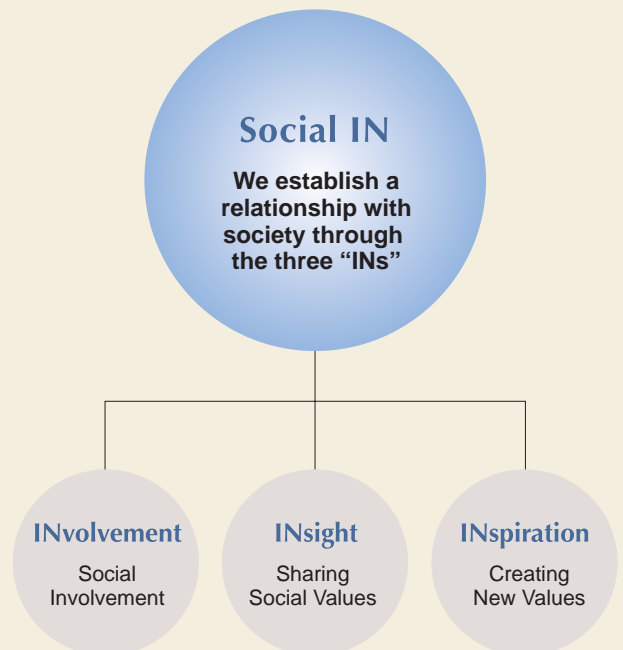 Social IN
We establish a
relationship with
society through
the three “INs”
INvolvement
Social
Involvement
INsight
Sharing
Social Values
INspiration
Creating
New Values